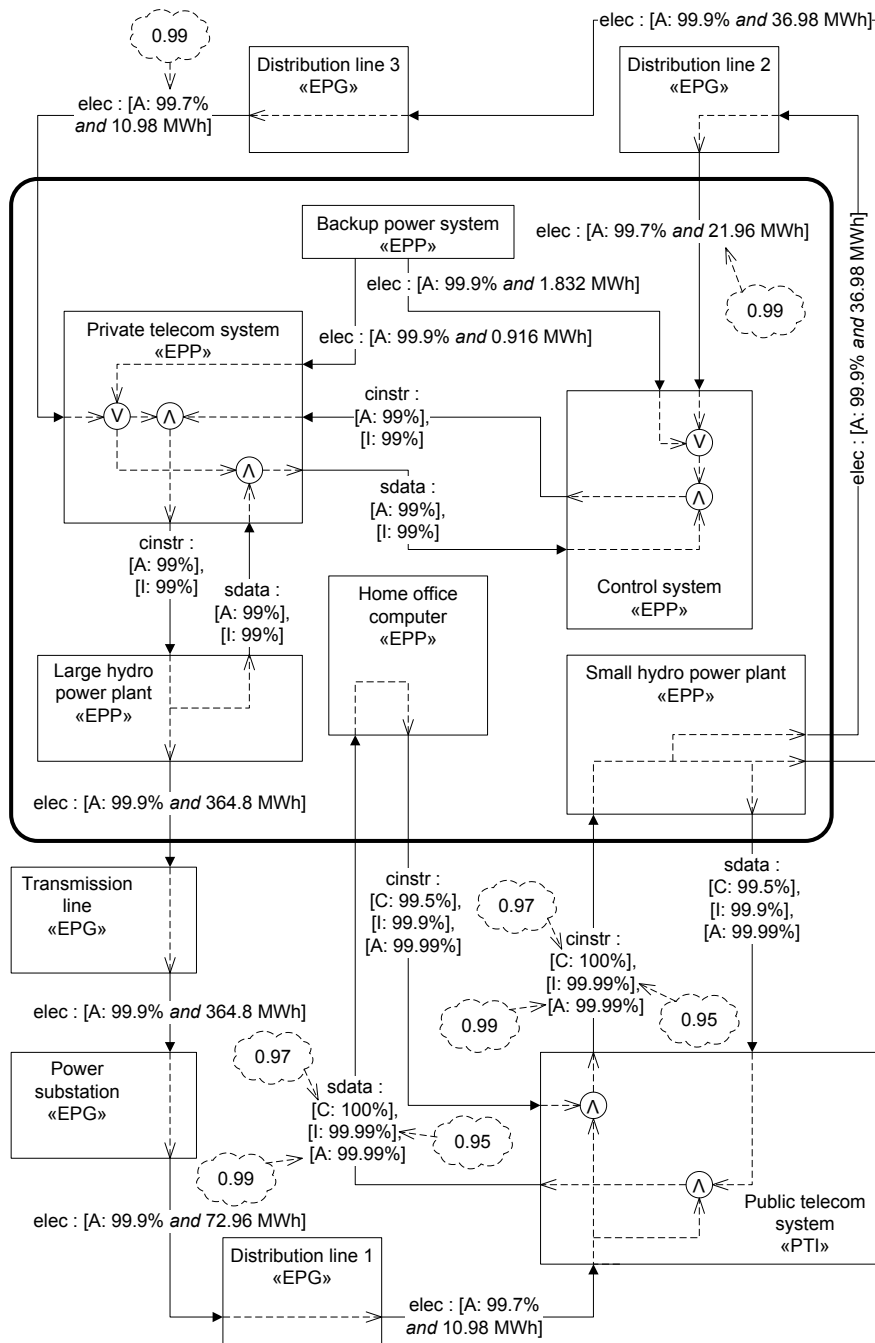 elec : [A: 99.9% and 36.98 MWh]
0.99
Distribution line 3
«EPG»
Distribution line 2
«EPG»
elec : [A: 99.7%
and 10.98 MWh]
Backup power system
«EPP»
elec : [A: 99.7% and 21.96 MWh]
elec : [A: 99.9% and 1.832 MWh]
0.99
elec : [A: 99.9% and 36.98 MWh]
Private telecom system
«EPP»
elec : [A: 99.9% and 0.916 MWh]
V
Λ
Λ
cinstr :
[A: 99%],
[I: 99%]
V
Λ
sdata :
[A: 99%],
[I: 99%]
Control system
«EPP»
cinstr :
[A: 99%],
[I: 99%]
sdata :
[A: 99%],
[I: 99%]
Home office
computer
«EPP»
Large hydro
power plant
«EPP»
Small hydro power plant
«EPP»
elec : [A: 99.9% and 364.8 MWh]
Transmission
line
«EPG»
cinstr :
[C: 99.5%],
[I: 99.9%],
[A: 99.99%]
0.97
cinstr :
[C: 100%],
[I: 99.99%],
[A: 99.99%]
0.99
0.95
sdata :
[C: 99.5%],
[I: 99.9%],
[A: 99.99%]
elec : [A: 99.9% and 364.8 MWh]
Power
substation
«EPG»
0.97
sdata :
[C: 100%],
[I: 99.99%],
[A: 99.99%]
0.95
0.99
Λ
Λ
Public telecom
system
«PTI»
elec : [A: 99.9% and 72.96 MWh]
Distribution line 1
«EPG»
elec : [A: 99.7%
and 10.98 MWh]